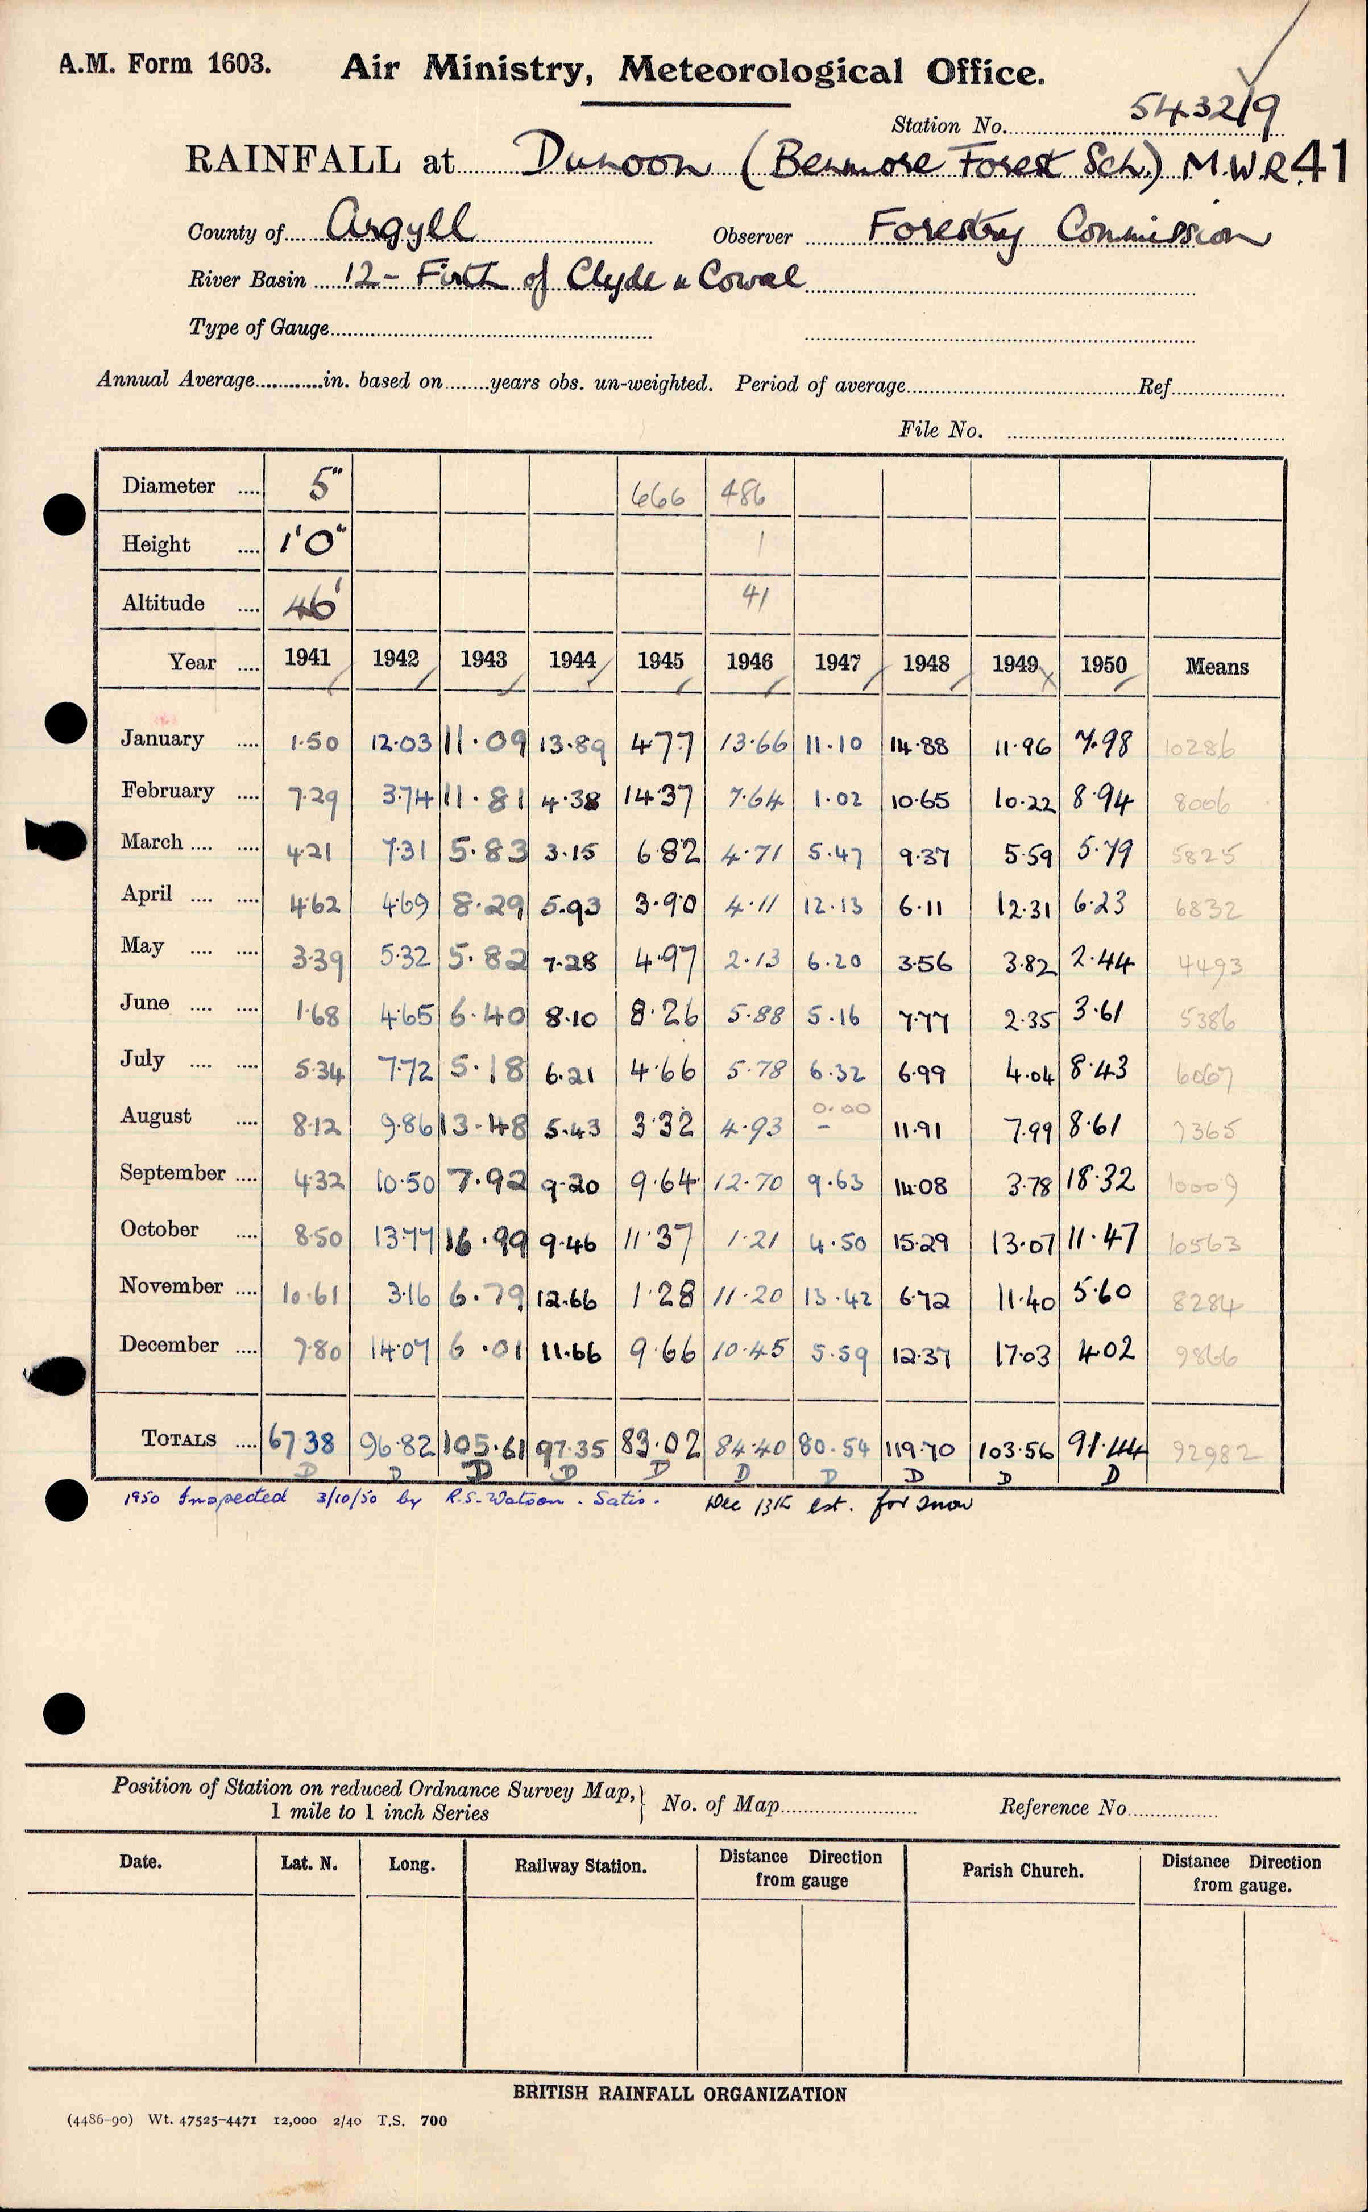 A.M. Form 1603. Air Ministry, Meteorological Office.
Station No. 54 3219
RAINFALL at Dunoon (Benmore Forest Sch.) M.W.R. 41
County of Argyll Observer Forestry Commission
River Basin 12 - Firth of Clyde & Cowal
Type of Gauge
Annual Average in. based on years obs. un-weighted. Period of average Ref.
File No.
Diameter .... 5" 666 486
Height .... 1'0" 1
Altitude .... 46' 41
Year .... 1941 1942 1943 1944 1945 1946 1947 1948 1949 1950 Means
January .... 1.50 12.03 11.09 13.89 4.77 13.66 11.10 14.88 11.96 7.98 10286
February .... 7.29 3.74 11.81 4.38 14.37 7.64 1.02 10.65 10.22 8.94 8006
March .... .... 4.21 7.31 5.83 3.15 6.82 4.71 5.47 9.37 5.59 5.79 5825
April .... .... 4.62 4.69 8.29 5.93 3.90 4.11 12.13 6.11 12.31 6.23 6832
May .... .... 3.39 5.32 5.82 7.28 4.97 2.13 6.20 3.56 3.82 2.44 4493
June .... .... 1.68 4.65 6.40 8.10 8.26 5.88 5.16 7.77 2.35 3.61 5386
July .... .... 5.34 7.72 5.18 6.21 4.66 5.78 6.32 6.99 4.04 8.43 6067
0.00
August .... 8.12 9.86 13.48 5.43 3.32 4.93 - 11.91 7.99 8.61 7365
September .... 4.32 10.50 7.92 9.20 9.64 12.70 9.63 14.08 3.78 18.32 10009
October .... 8.50 13.77 16.99 9.46 11.37 1.21 4.50 15.29 13.07 11.47 10563
November .... 10.61 3.16 6.79 12.66 1.28 11.20 13.42 6.72 11.40 5.60 8284
December .... 7.80 14.07 6.01 11.66 9.66 10.45 5.59 12.37 17.03 4.02 9866
TOTALS .... 67.38 96.82 105.61 97.35 83.02 84.40 80.54 119.70 103.56 91.44 92982
D D D D D D D D D D
1950 Inspected 3/10/50 by R.S. Watson. Satis. Dec 13th est. for snow
Position of Station on reduced Ordnance Survey Map, 1 mile to 1 inch Series } No. of Map Reference No.
Date. Lat. N. Long. Railway Station. Distance from gauge Direction Parish Church. Distance Direction from gauge.
BRITISH RAINFALL ORGANIZATION
(4486-90) Wt. 47525-4471 12,000 2/40 T.S. 700